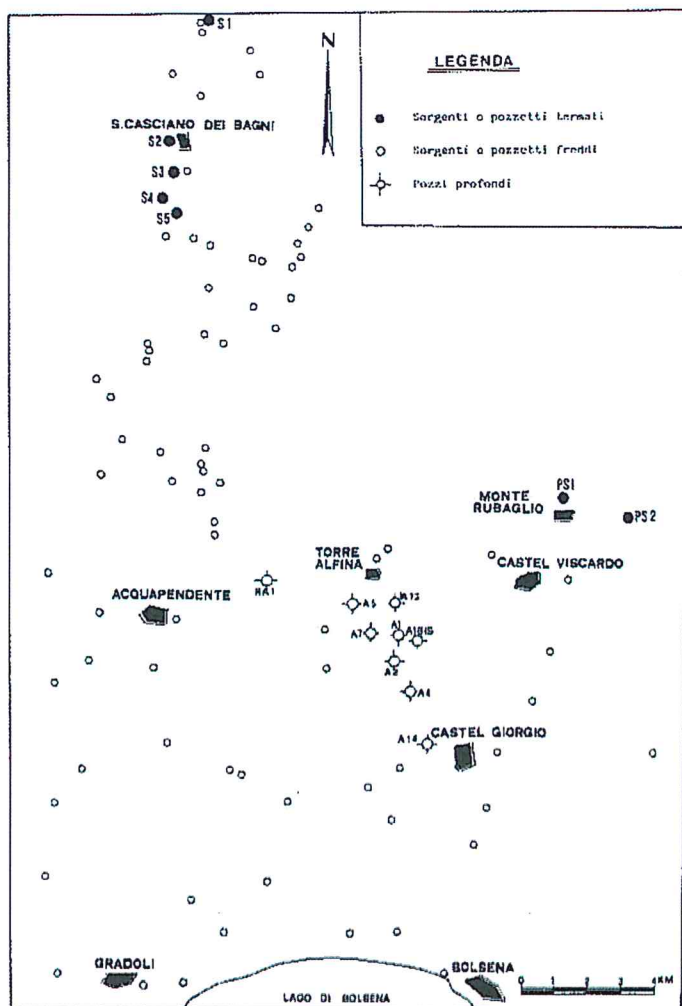 S1
N
LEGENDA
Sorgenti o pozzetti termali
Sorgenti o pozzetti freddi
Pozzi profondi
S.CASCIANO DEI BAGNI
S2
S3
S4
S5
PS1
MONTE
RUBAGLIO
PS2
TORRE
ALFINA
CASTEL VISCARDO
ACQUAPENDENTE
RA1
A5
A13
A7
A1
A1BIS
A2
A4
A14
CASTEL GIORGIO
GRADOLI
BOLSENA
LAGO DI BOLSENA
0 1 2 3 4 KM